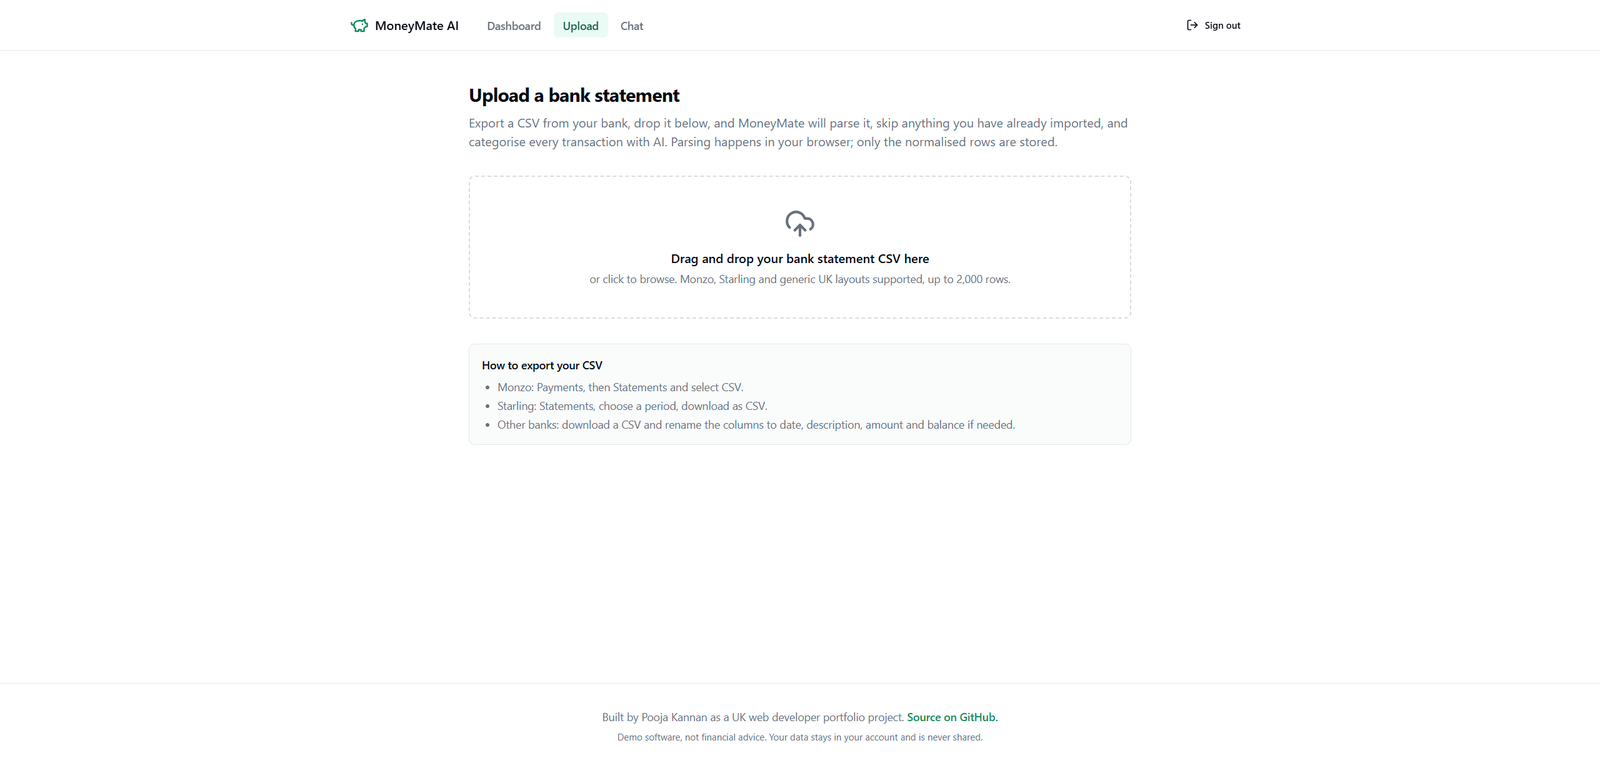 MoneyMate AI
Dashboard
Upload
Chat
Sign out
Upload a bank statement
Export a CSV from your bank, drop it below, and MoneyMate will parse it, skip anything you have already imported, and
categorise every transaction with AI. Parsing happens in your browser; only the normalised rows are stored.
Drag and drop your bank statement CSV here
or click to browse. Monzo, Starling and generic UK layouts supported, up to 2,000 rows.
How to export your CSV
• Monzo: Payments, then Statements and select CSV.
• Starling: Statements, choose a period, download as CSV.
• Other banks: download a CSV and rename the columns to date, description, amount and balance if needed.
Built by Pooja Kannan as a UK web developer portfolio project. Source on GitHub.
Demo software, not financial advice. Your data stays in your account and is never shared.